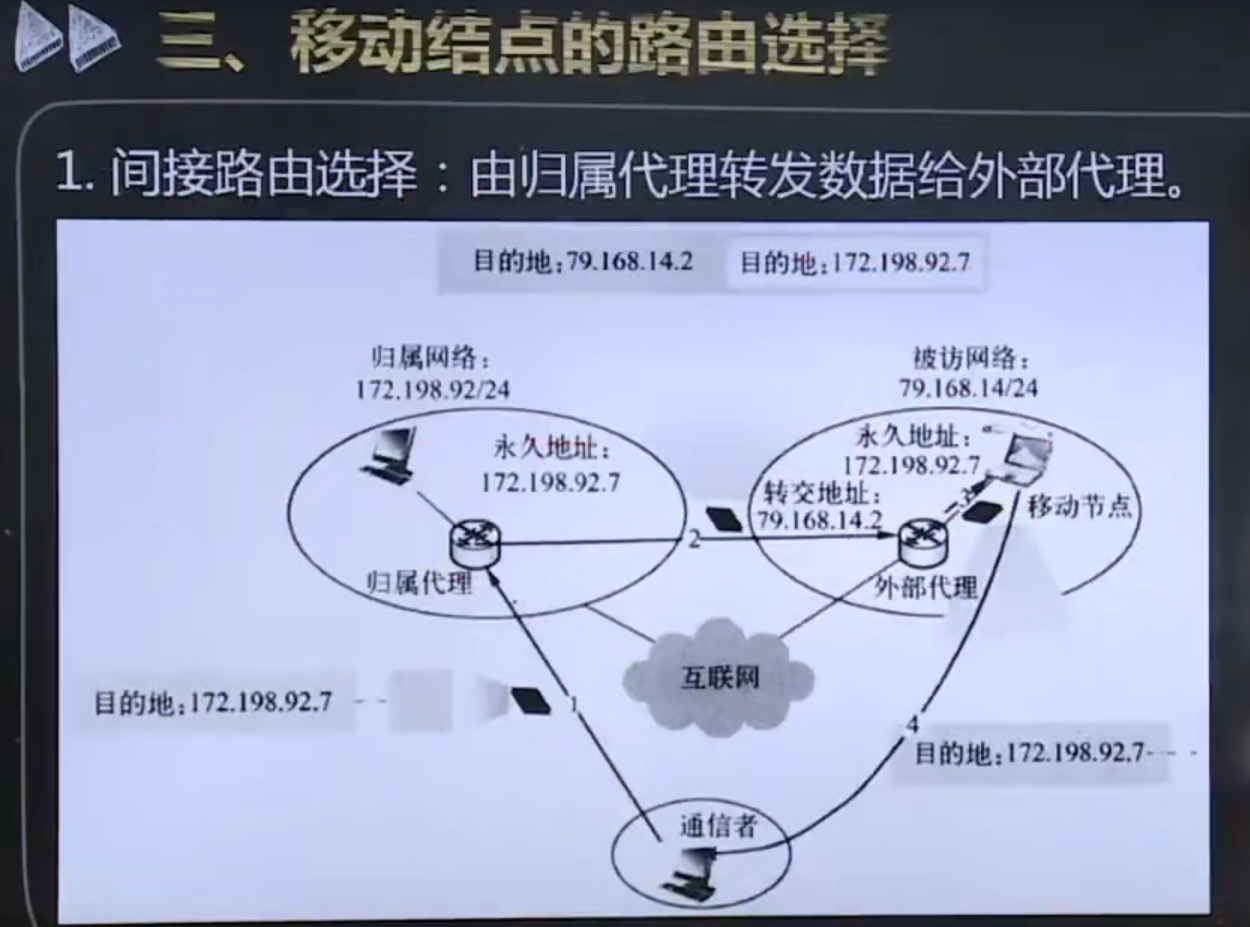 三、移动结点的路由选择
1. 间接路由选择：由归属代理转发数据给外部代理。
目的地:79.168.14.2 目的地:172.198.92.7
归属网络:
172.198.92/24
被访网络:
79.168.14/24
永久地址:
172.198.92.7
永久地址:
172.198.92.7
转交地址:
79.168.14.2
3
移动节点
2
归属代理
外部代理
互联网
目的地:172.198.92.7
1
4
目的地:172.198.92.7
通信者